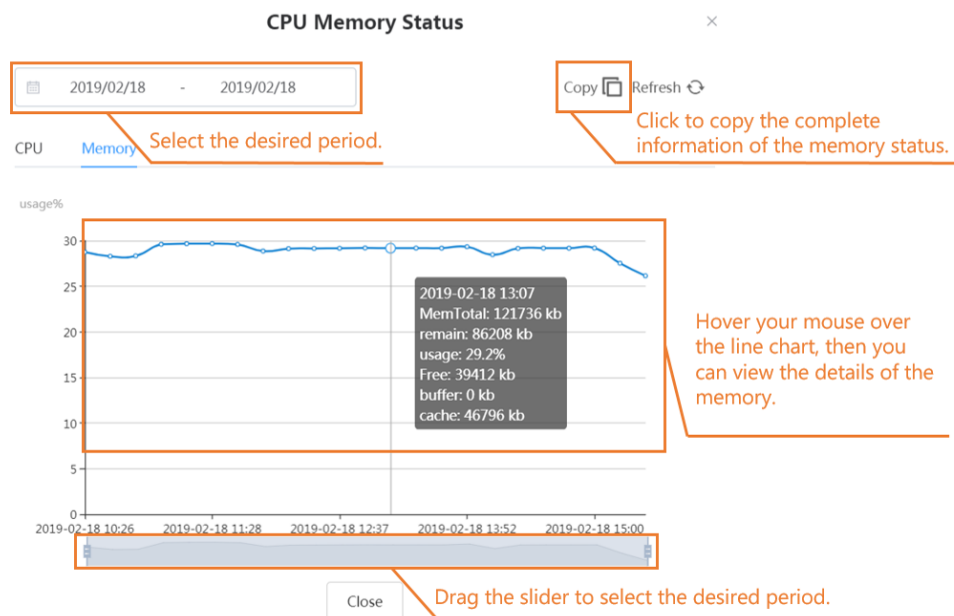 CPU Memory Status
2019/02/18 - 2019/02/18
Copy
Refresh
Select the desired period.
Click to copy the complete
information of the memory status.
CPU
Memory
usage%
30
25
20
15
10
5
0
2019-02-18 13:07
MemTotal: 121736 kb
remain: 86208 kb
usage: 29.2%
Free: 39412 kb
buffer: 0 kb
cache: 46796 kb
Hover your mouse over
the line chart, then you
can view the details of the
memory.
2019-02-18 10:26
2019-02-18 11:28
2019-02-18 12:37
2019-02-18 13:52
2019-02-18 15:00
Close
Drag the slider to select the desired period.